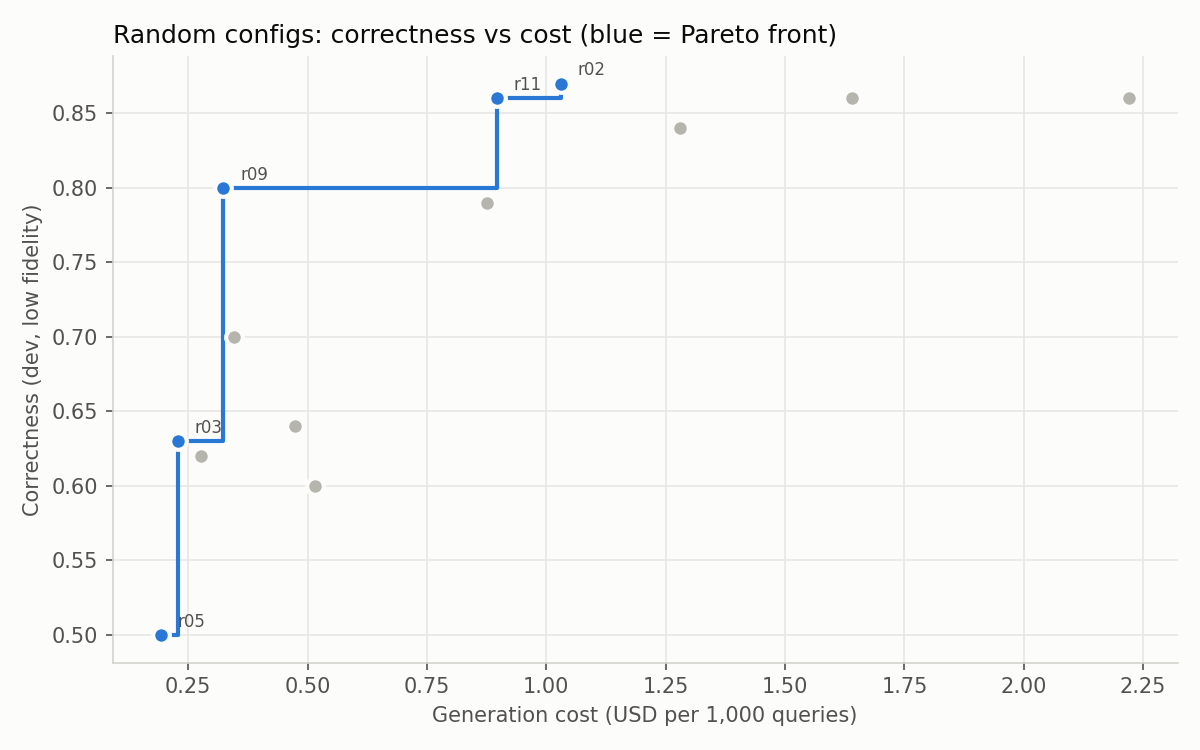 Random configs: correctness vs cost (blue = Pareto front)
r02
r11
0.85
r09
0.80
0.75
0.70
0.65
r03
0.60
0.55
r05
0.50
Correctness (dev, low fidelity)
0.25 0.50 0.75 1.00 1.25 1.50 1.75 2.00 2.25
Generation cost (USD per 1,000 queries)